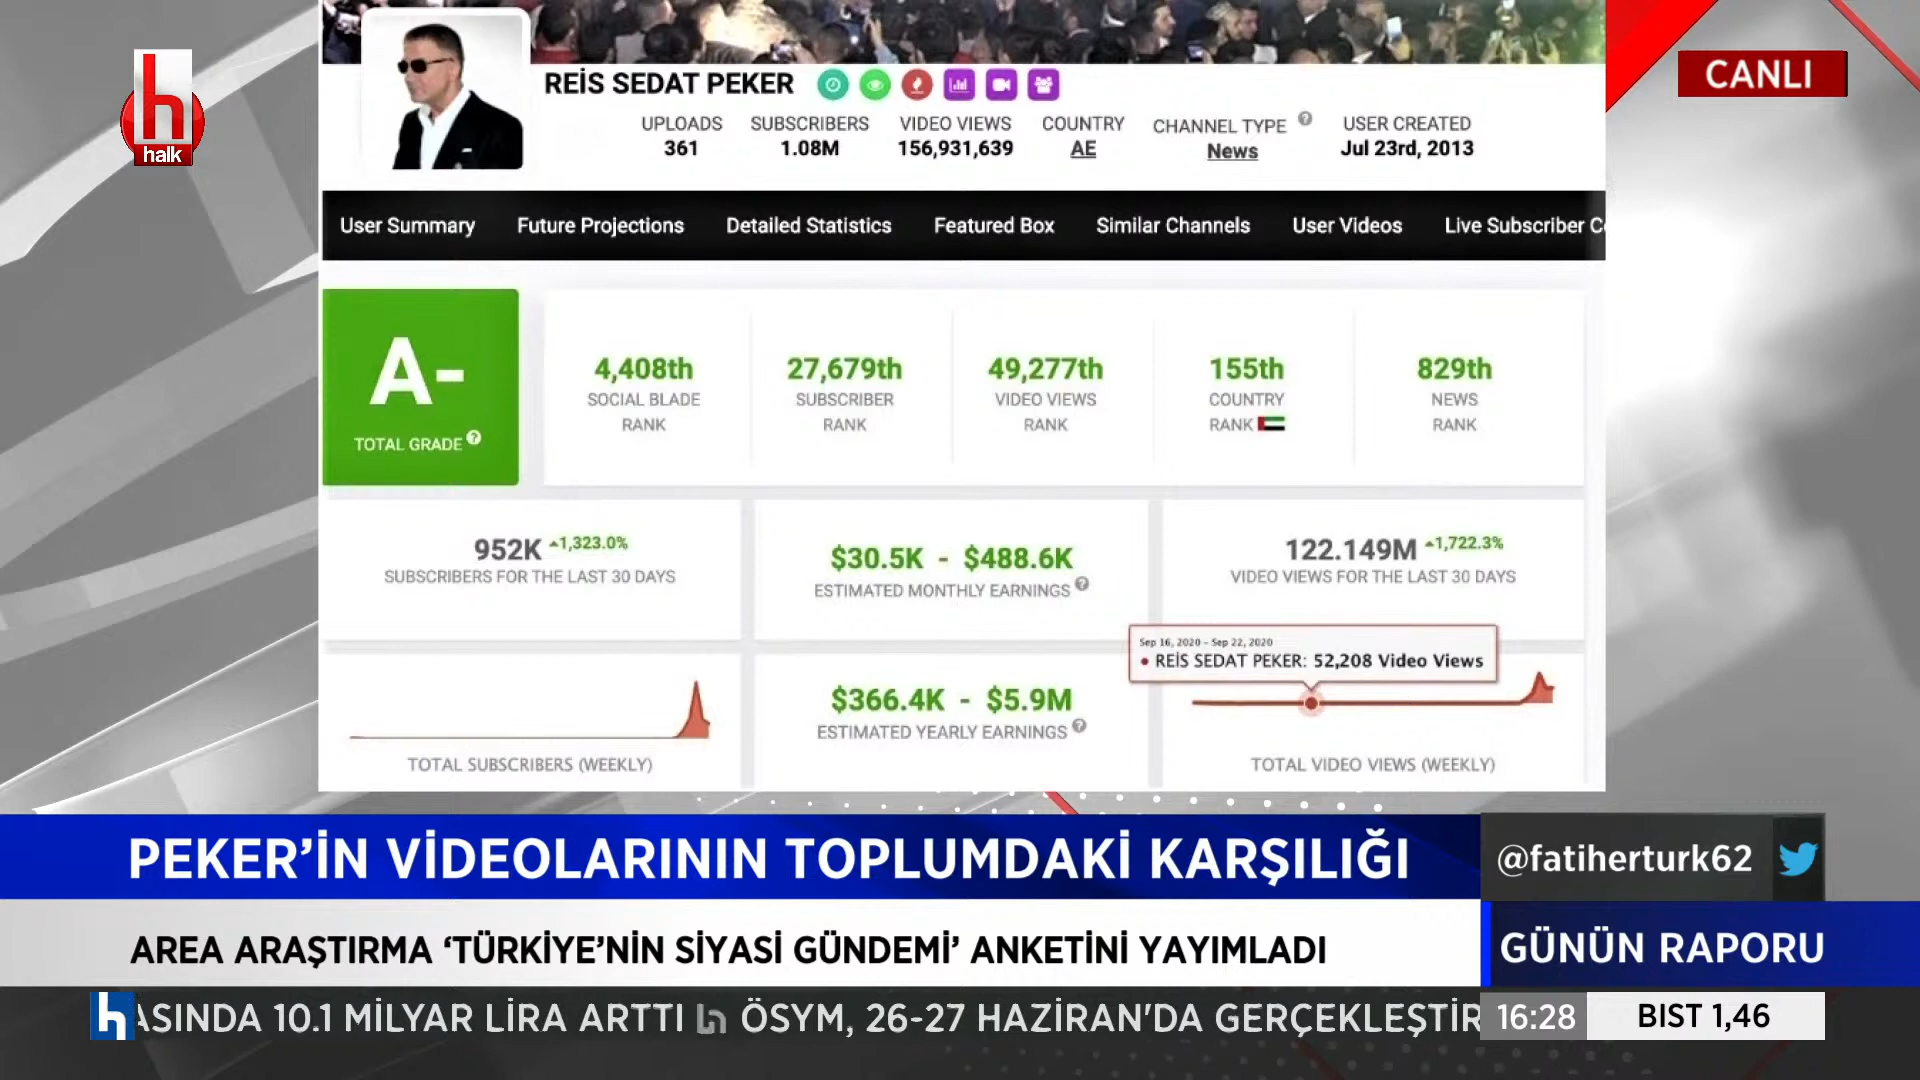 h
halk
CANLI
REİS SEDAT PEKER
UPLOADS
361
SUBSCRIBERS
1.08M
VIDEO VIEWS
156,931,639
COUNTRY
AE
CHANNEL TYPE ?
News
USER CREATED
Jul 23rd, 2013
User Summary Future Projections Detailed Statistics Featured Box Similar Channels User Videos Live Subscriber
A-
TOTAL GRADE ?
4,408th
SOCIAL BLADE
RANK
27,679th
SUBSCRIBER
RANK
49,277th
VIDEO VIEWS
RANK
155th
COUNTRY
RANK
829th
NEWS
RANK
952K 1,323.0%
SUBSCRIBERS FOR THE LAST 30 DAYS
$30.5K - $488.6K
ESTIMATED MONTHLY EARNINGS ?
122.149M 1,722.3%
VIDEO VIEWS FOR THE LAST 30 DAYS
Sep 16, 2020 - Sep 22, 2020
REİS SEDAT PEKER: 52,208 Video Views
TOTAL SUBSCRIBERS (WEEKLY)
$366.4K - $5.9M
ESTIMATED YEARLY EARNINGS ?
TOTAL VIDEO VIEWS (WEEKLY)
PEKER’İN VİDEOLARININ TOPLUMDAKİ KARŞILIĞI
@fatiherturk62
AREA ARAŞTIRMA ‘TÜRKİYE’NİN SİYASİ GÜNDEMİ’ ANKETİNİ YAYIMLADI
GÜNÜN RAPORU
h ASINDA 10.1 MİLYAR LİRA ARTTI h ÖSYM, 26-27 HAZİRAN'DA GERÇEKLEŞTİR
16:28
BIST 1,46